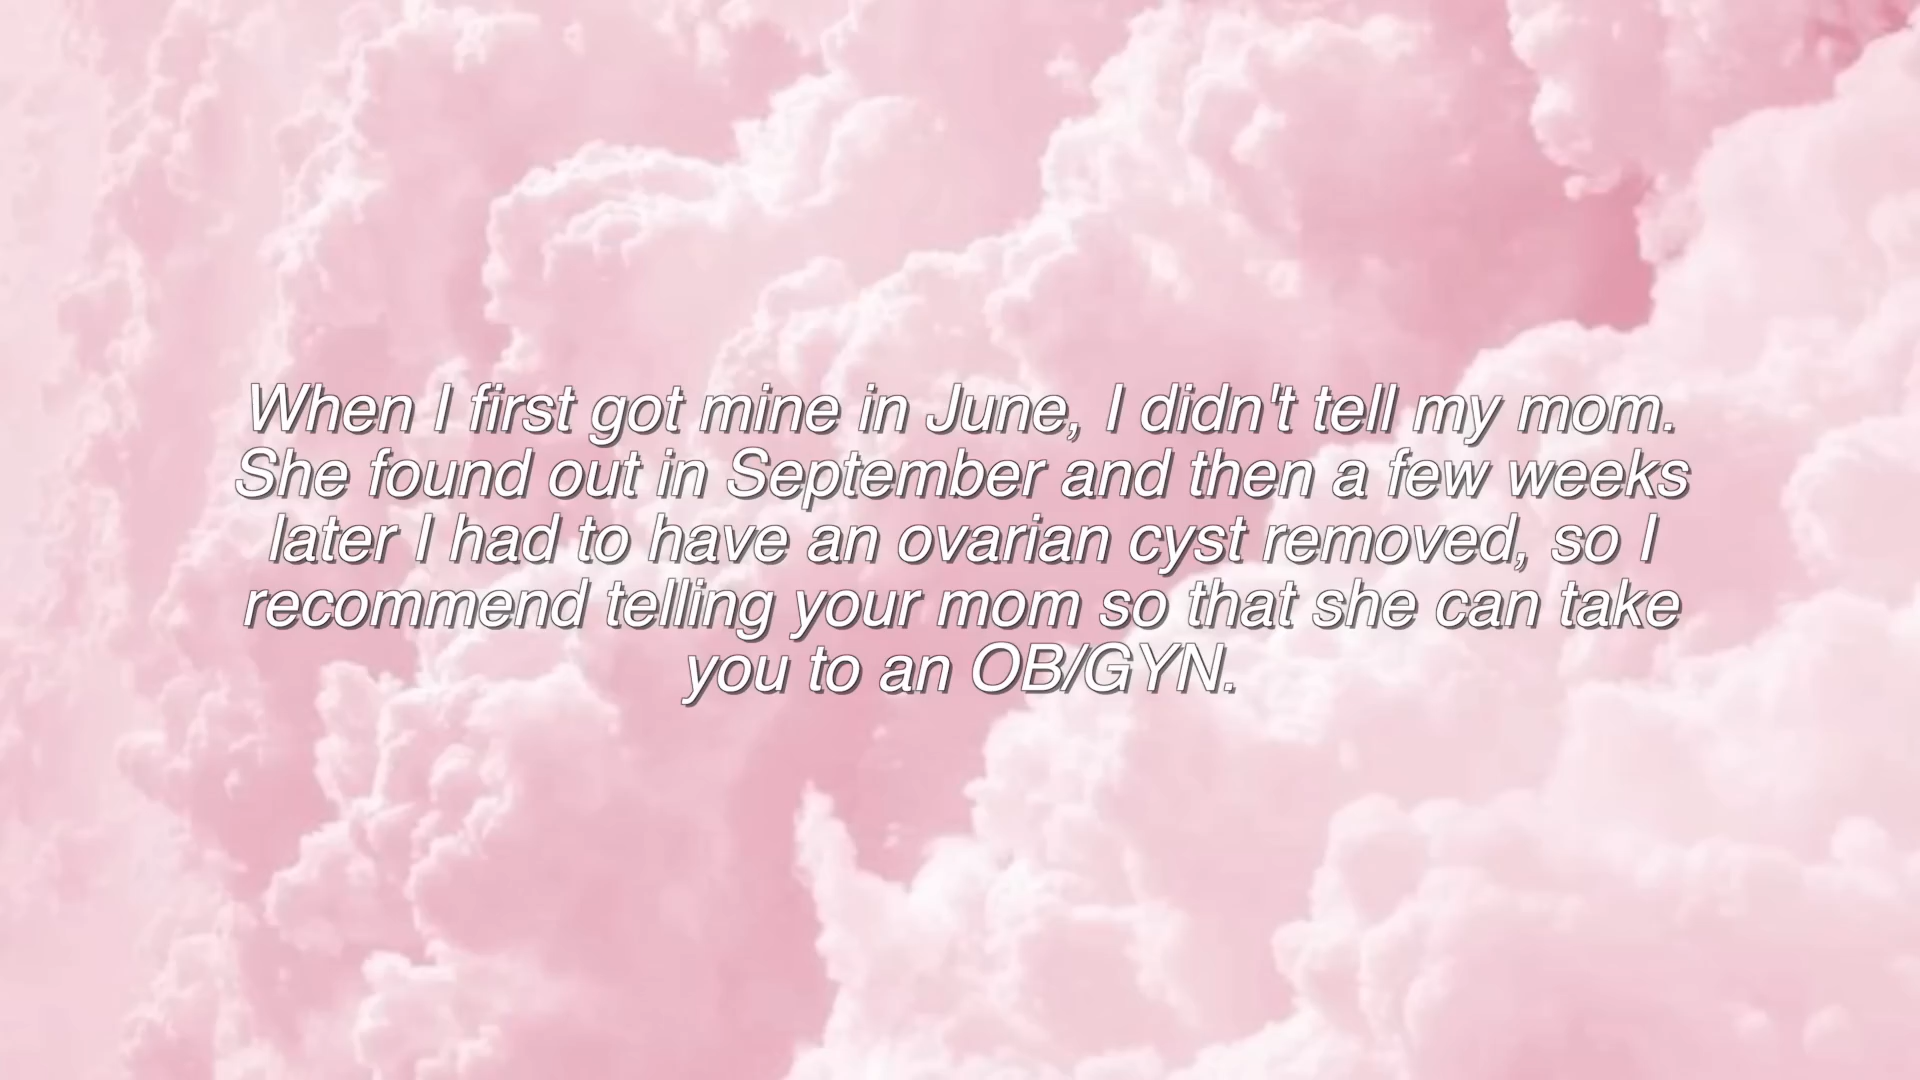 When I first got mine in June, I didn't tell my mom.
She found out in September and then a few weeks
later I had to have an ovarian cyst removed, so I
recommend telling your mom so that she can take
you to an OB/GYN.